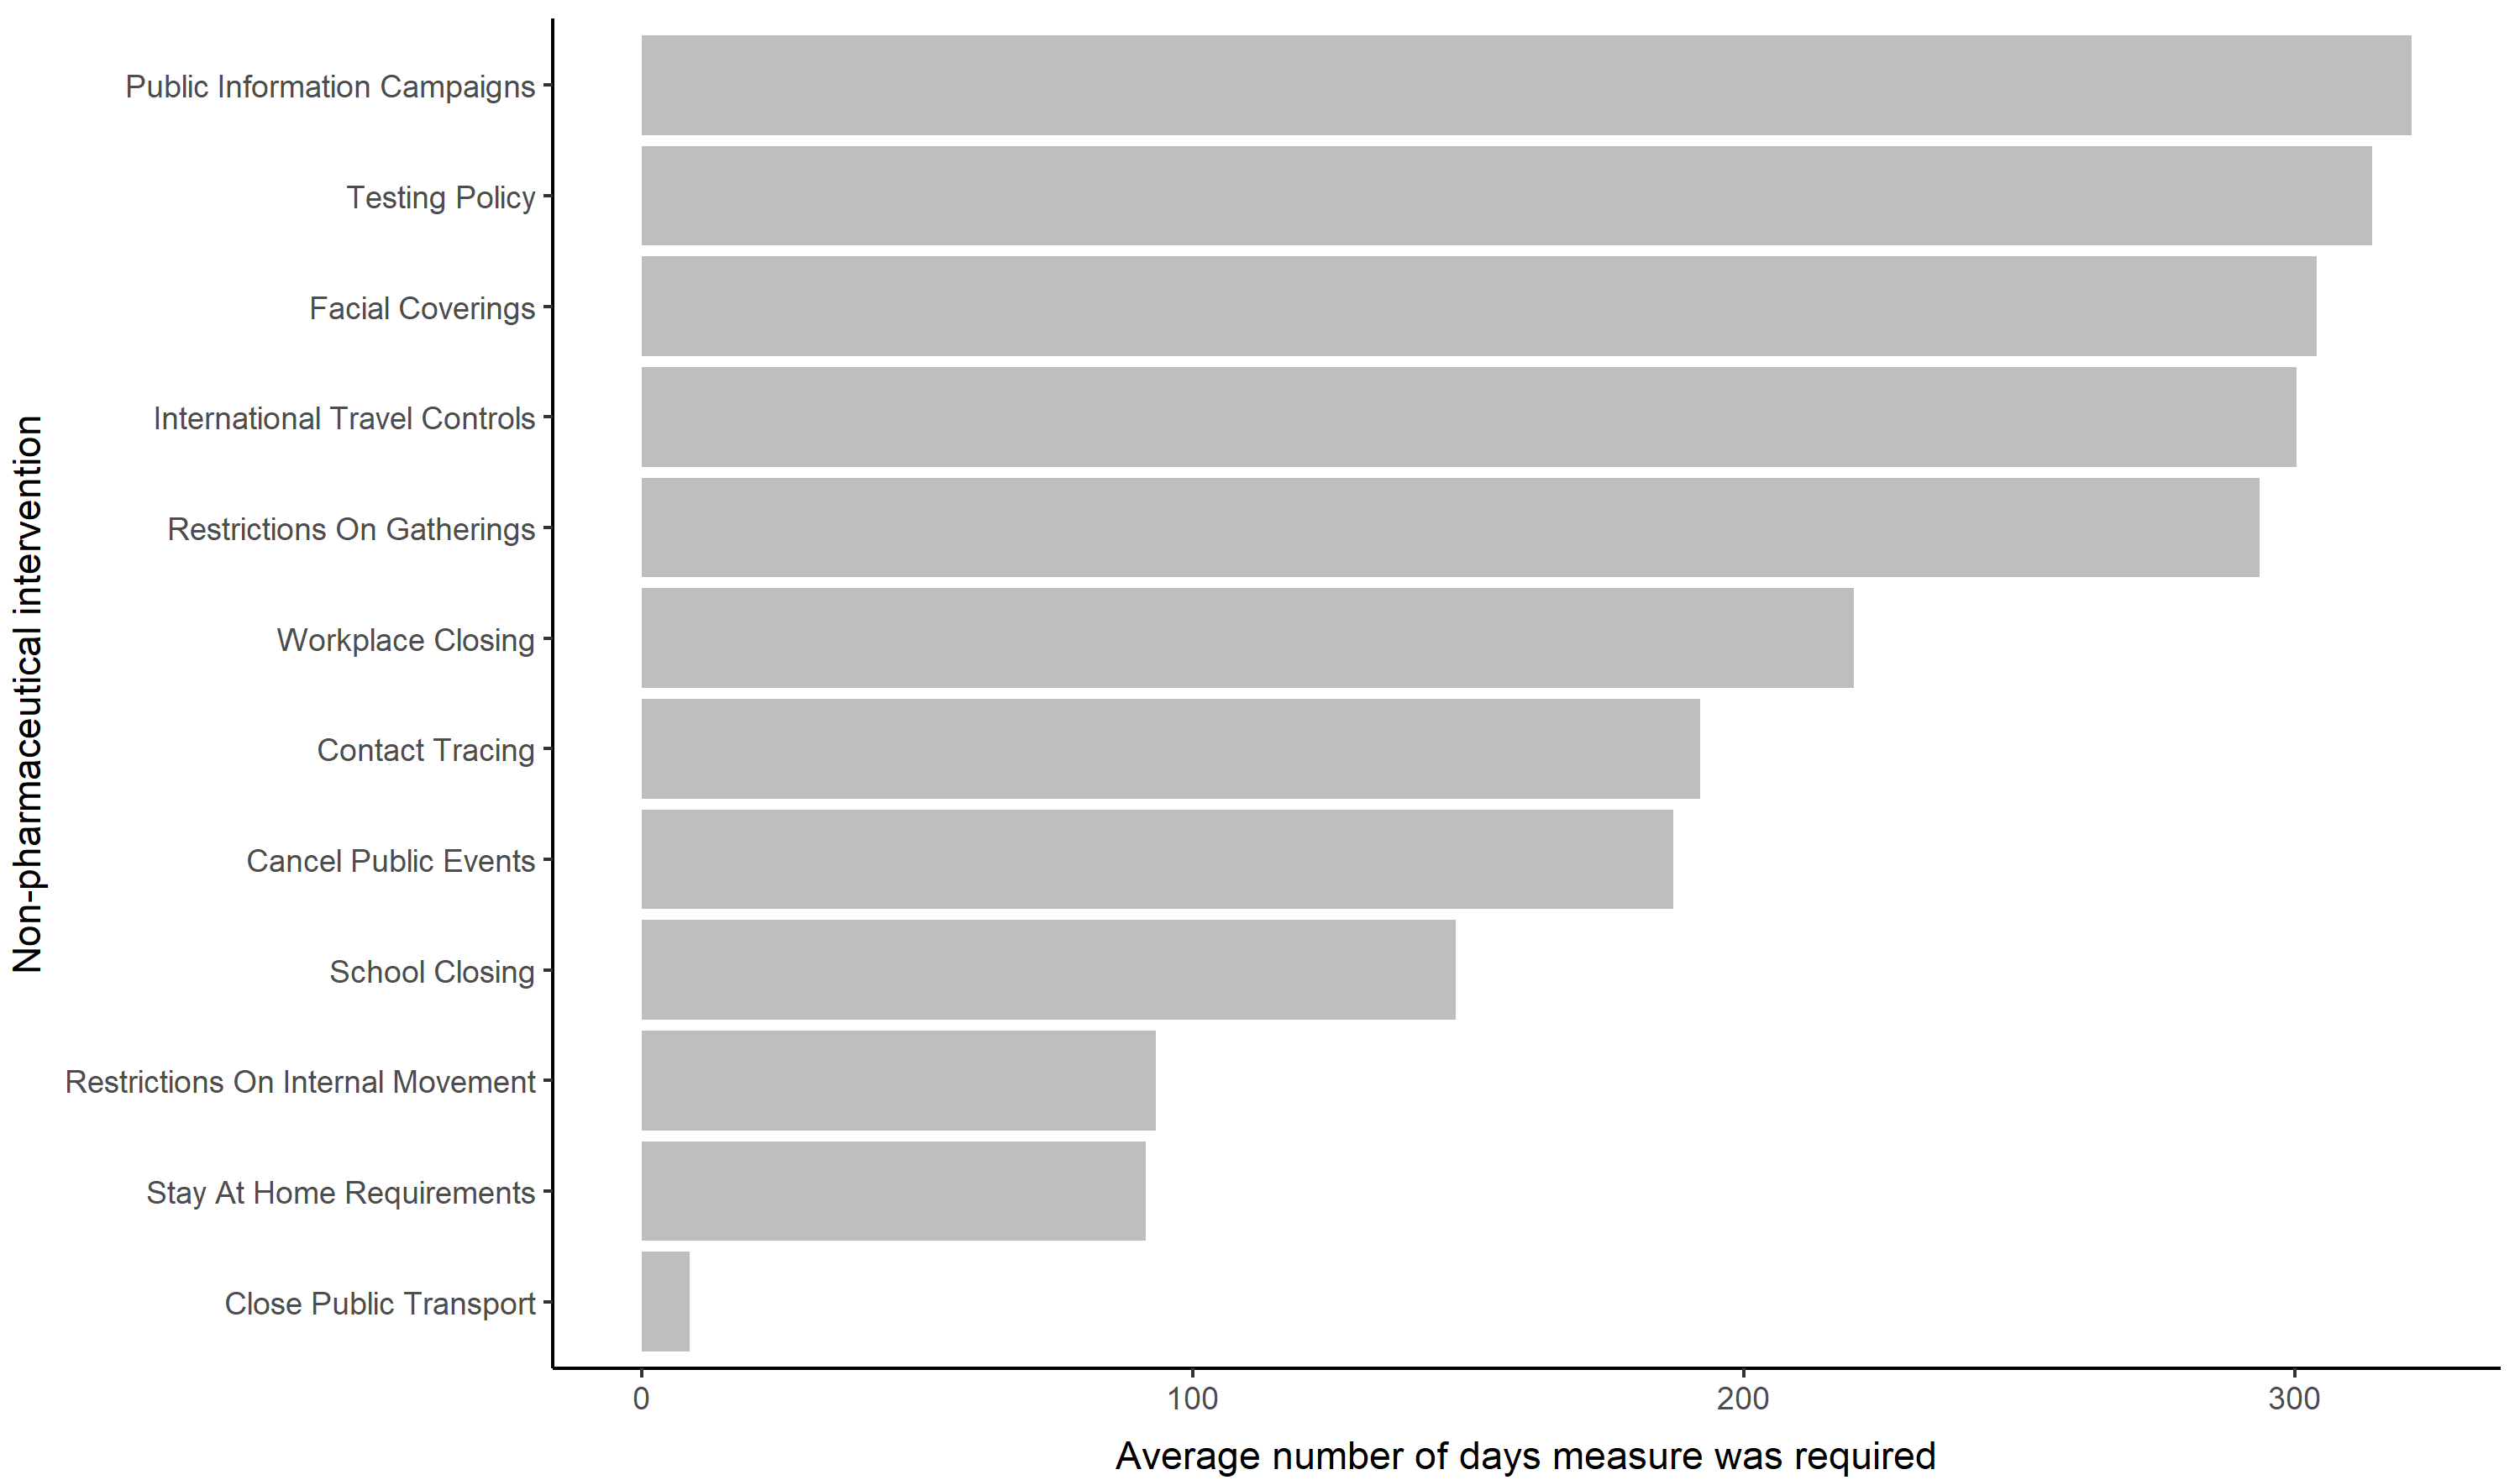 Non-pharmaceutical intervention
Public Information Campaigns
Testing Policy
Facial Coverings
International Travel Controls
Restrictions On Gatherings
Workplace Closing
Contact Tracing
Cancel Public Events
School Closing
Restrictions On Internal Movement
Stay At Home Requirements
Close Public Transport
0 100 200 300
Average number of days measure was required